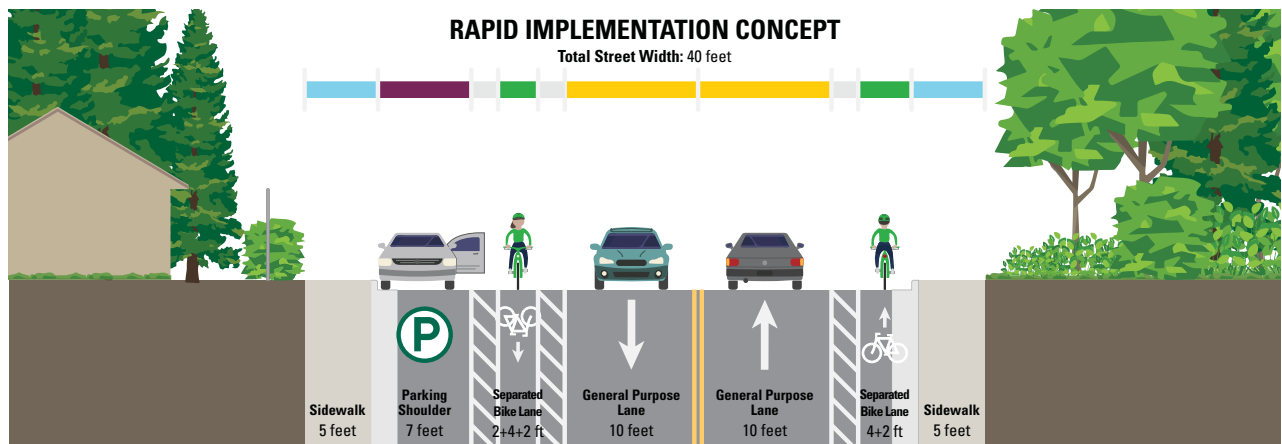 RAPID IMPLEMENTATION CONCEPT
Total Street Width: 40 feet
P
Sidewalk
5 feet
Parking
Shoulder
7 feet
Separated
Bike Lane
2+4+2 ft
General Purpose
Lane
10 feet
General Purpose
Lane
10 feet
Separated
Bike Lane
4+2 ft
Sidewalk
5 feet